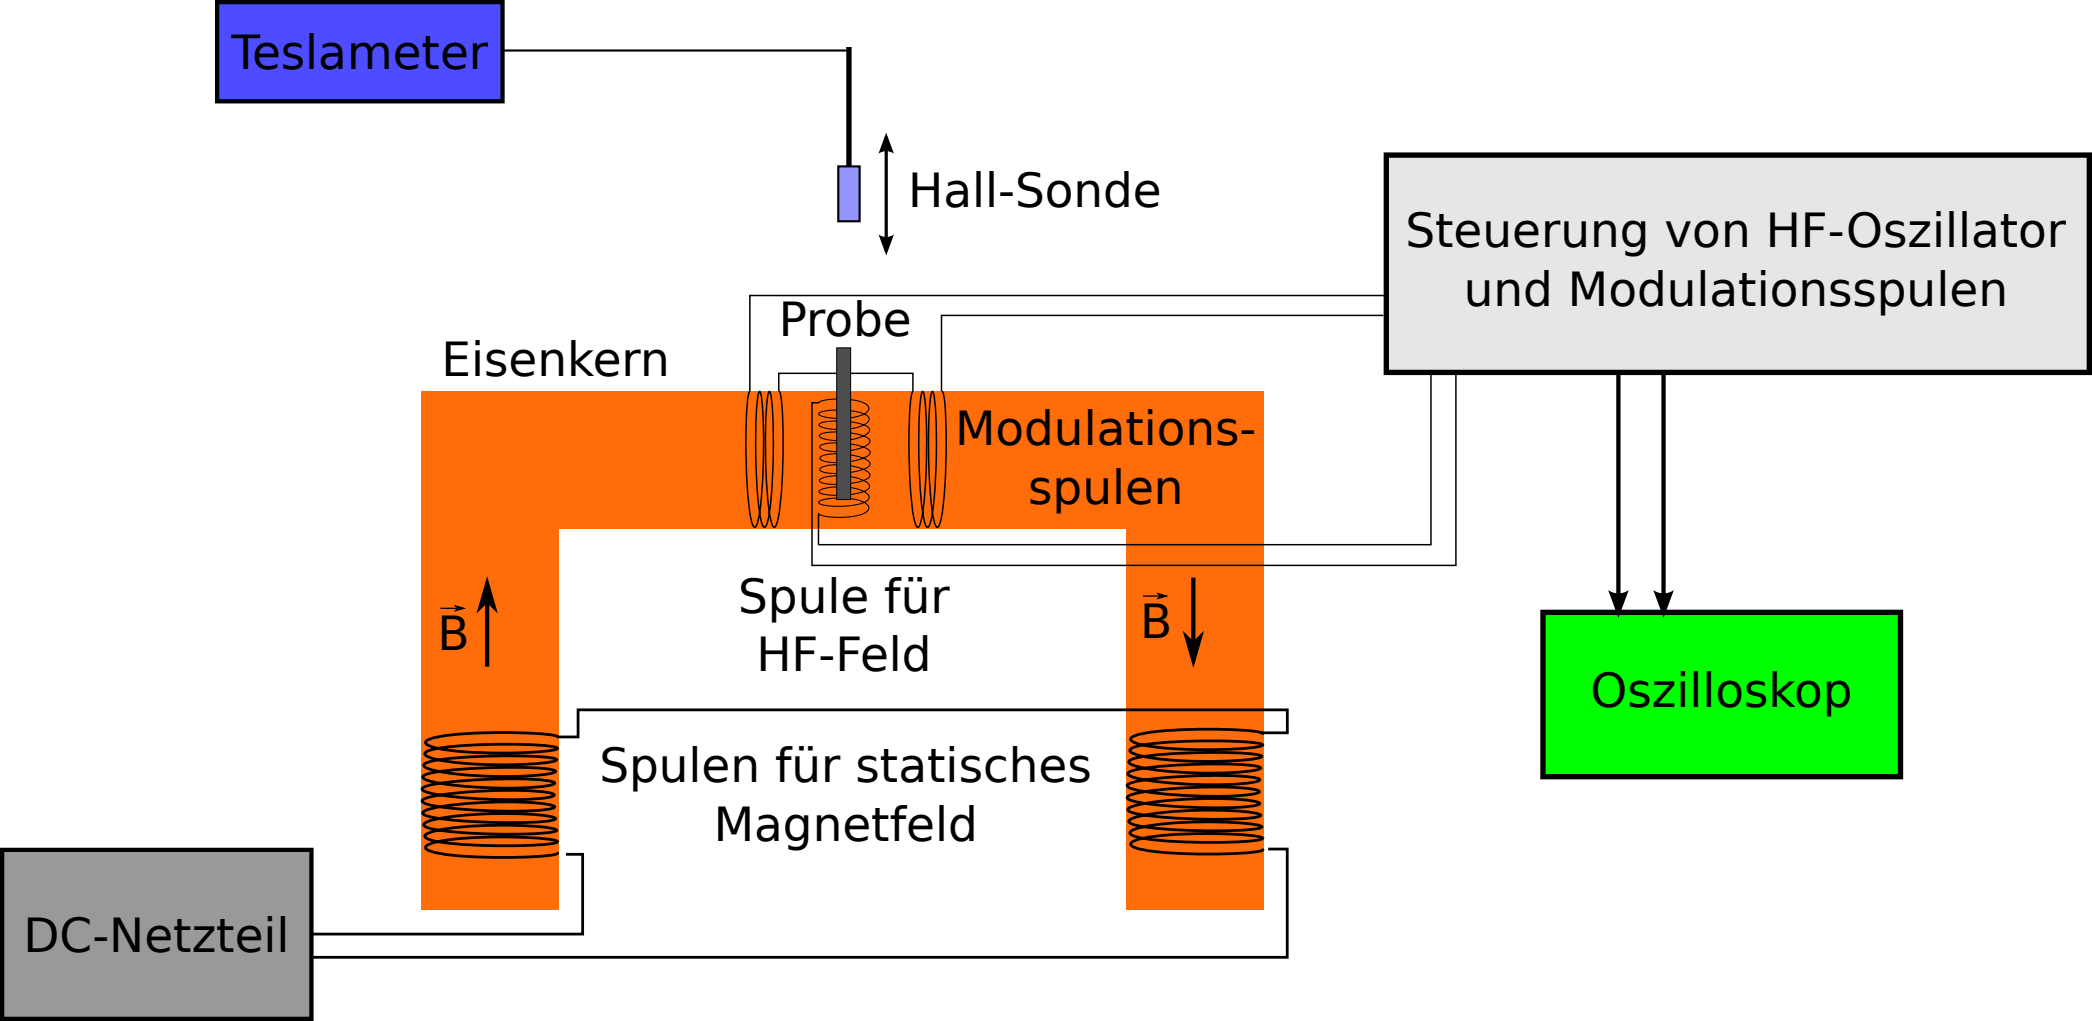 Teslameter
Hall-Sonde
Steuerung von HF-Oszillator
und Modulationsspulen
Probe
Eisenkern
Modulations-
spulen
Spule für
HF-Feld
B
B
Spulen für statisches
Magnetfeld
Oszilloskop
DC-Netzteil